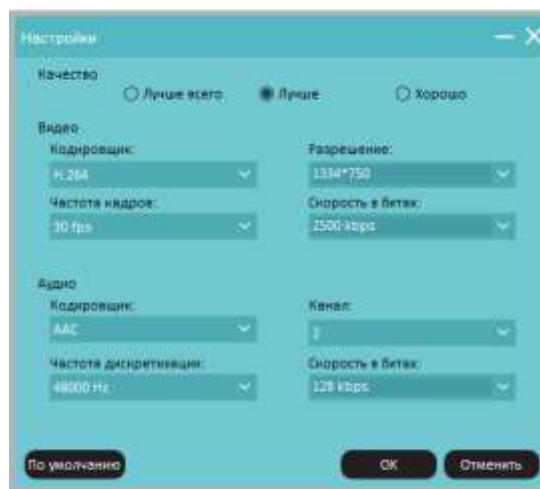 Настройки
Качество
Лучше всего Лучше Хорошо
Видео
Кодировщик: Разрешение:
H.264 1334*750
Частота кадров: Скорость в битах:
30 fps 2500 kbps
Аудио
Кодировщик: Канал:
AAC 2
Частота дискретизации: Скорость в битах:
48000 Hz 128 kbps
По умолчанию ОК Отменить